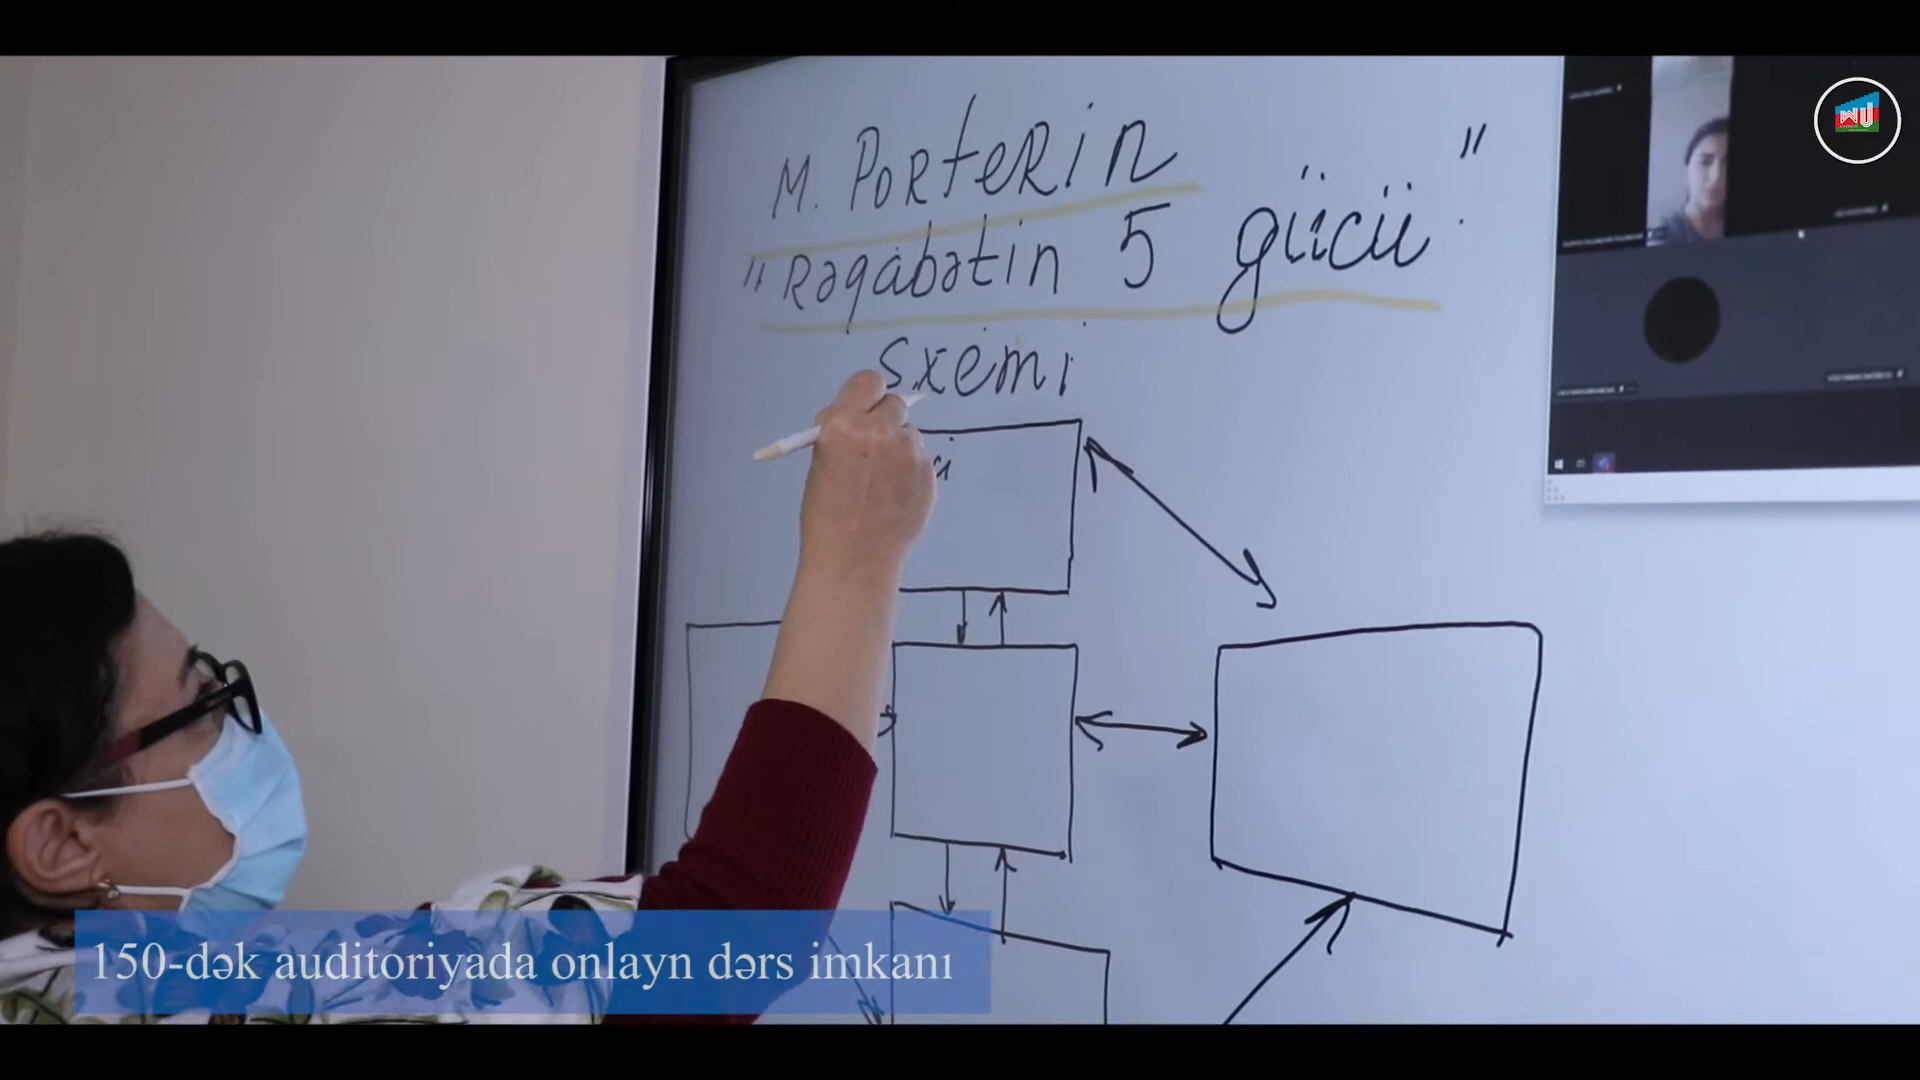 M. Porterin
"Rəqabətin 5 gücü"
sxemi
150-dək auditoriyada onlayn dərs imkanı